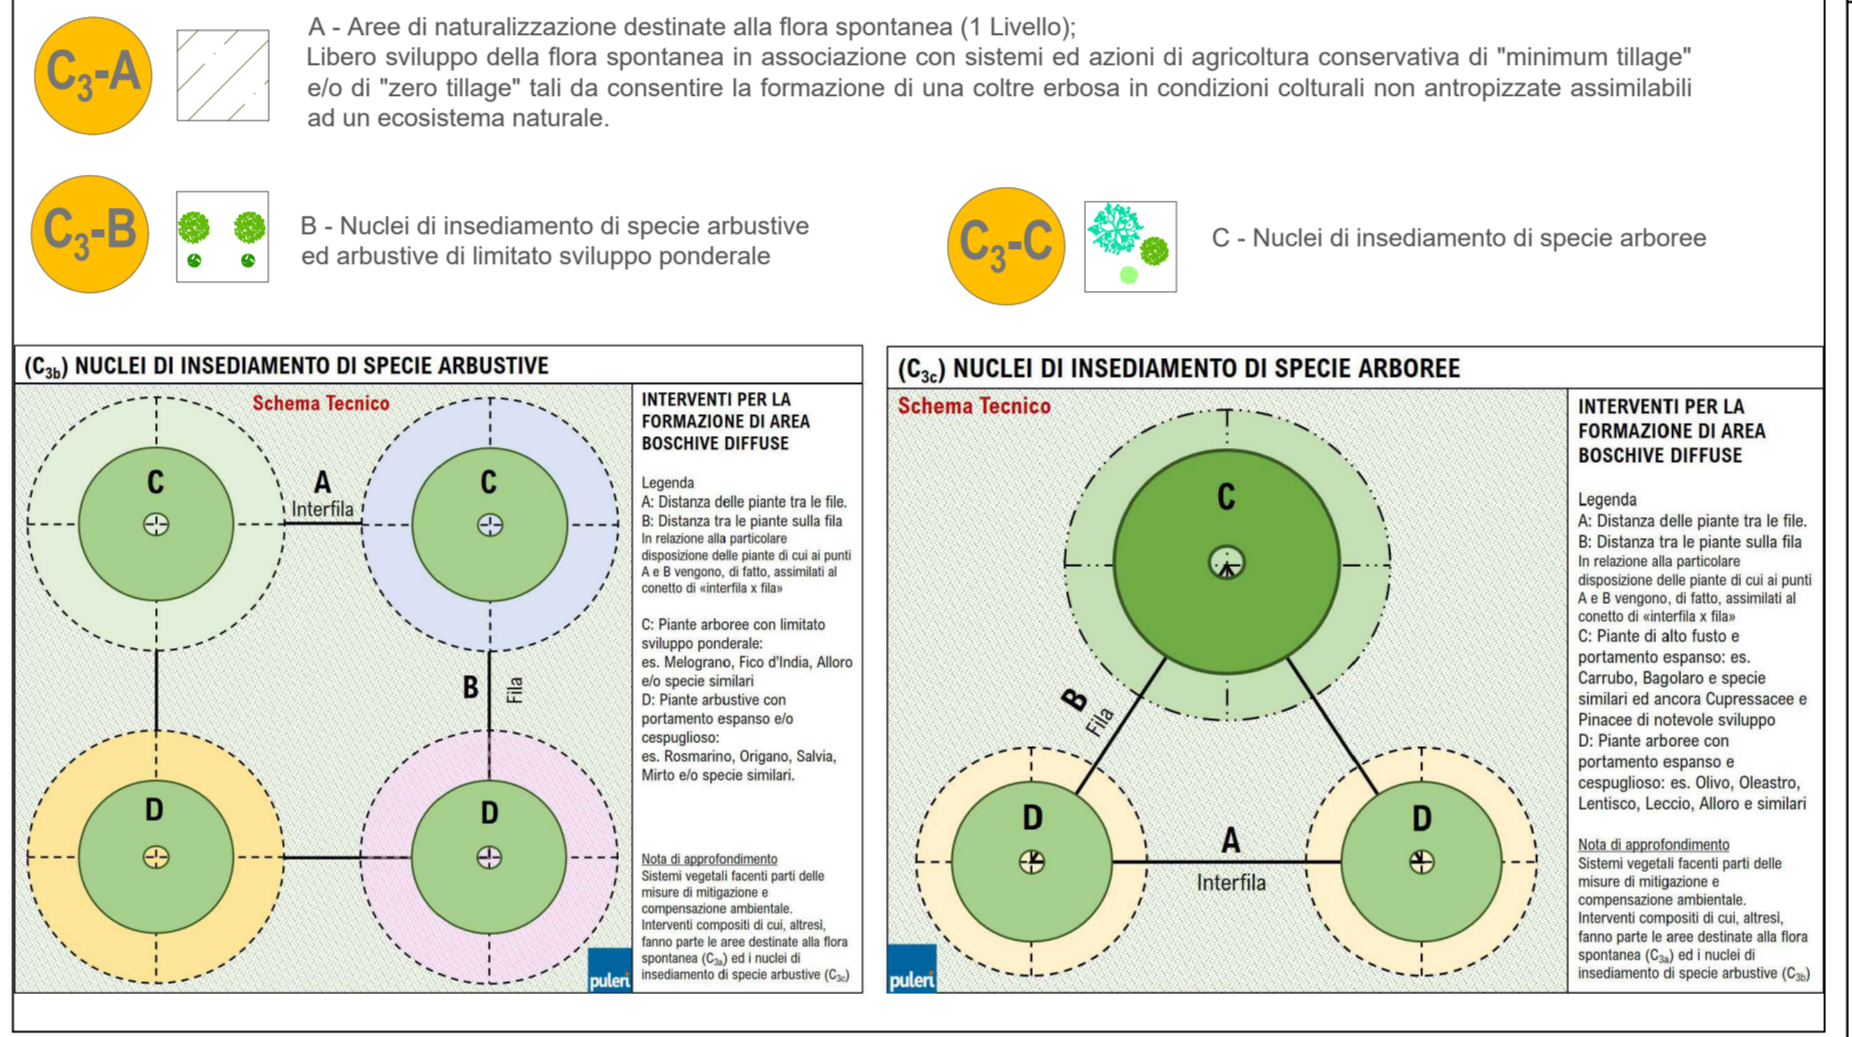 C3-A
A - Aree di naturalizzazione destinate alla flora spontanea (1 Livello);
Libero sviluppo della flora spontanea in associazione con sistemi ed azioni di agricoltura conservativa di "minimum tillage"
e/o di "zero tillage" tali da consentire la formazione di una coltre erbosa in condizioni colturali non antropizzate assimilabili
ad un ecosistema naturale.
C3-B
B - Nuclei di insediamento di specie arbustive
ed arbustive di limitato sviluppo ponderale
C3-C
C - Nuclei di insediamento di specie arboree
(C3b) NUCLEI DI INSEDIAMENTO DI SPECIE ARBUSTIVE
Schema Tecnico
C
A
Interfila
C
B
Fila
D
D
puleri
INTERVENTI PER LA
FORMAZIONE DI AREA
BOSCHIVE DIFFUSE
Legenda
A: Distanza delle piante tra le file.
B: Distanza tra le piante sulla fila
In relazione alla particolare
disposizione delle piante di cui ai punti
A e B vengono, di fatto, assimilati al
conetto di «interfila x fila»
C: Piante arboree con limitato
sviluppo ponderale:
es. Melograno, Fico d'India, Alloro
e/o specie similari
D: Piante arbustive con
portamento espanso e/o
cespuglioso:
es. Rosmarino, Origano, Salvia,
Mirto e/o specie similari.
Nota di approfondimento
Sistemi vegetali facenti parti delle
misure di mitigazione e
compensazione ambientale.
Interventi compositi di cui, altresì,
fanno parte le aree destinate alla flora
spontanea (C3a) ed i nuclei di
insediamento di specie arbustive (C3c)
(C3c) NUCLEI DI INSEDIAMENTO DI SPECIE ARBOREE
Schema Tecnico
C
B
Fila
D
A
Interfila
D
puleri
INTERVENTI PER LA
FORMAZIONE DI AREA
BOSCHIVE DIFFUSE
Legenda
A: Distanza delle piante tra le file.
B: Distanza tra le piante sulla fila
In relazione alla particolare
disposizione delle piante di cui ai punti
A e B vengono, di fatto, assimilati al
conetto di «interfila x fila»
C: Piante di alto fusto e
portamento espanso: es.
Carrubo, Bagolaro e specie
similari ed ancora Cupressacee e
Pinacee di notevole sviluppo
D: Piante arboree con
portamento espanso e
cespuglioso: es. Olivo, Oleastro,
Lentisco, Leccio, Alloro e similari
Nota di approfondimento
Sistemi vegetali facenti parti delle
misure di mitigazione e
compensazione ambientale.
Interventi compositi di cui, altresì,
fanno parte le aree destinate alla flora
spontanea (C3a) ed i nuclei di
insediamento di specie arbustive (C3b)